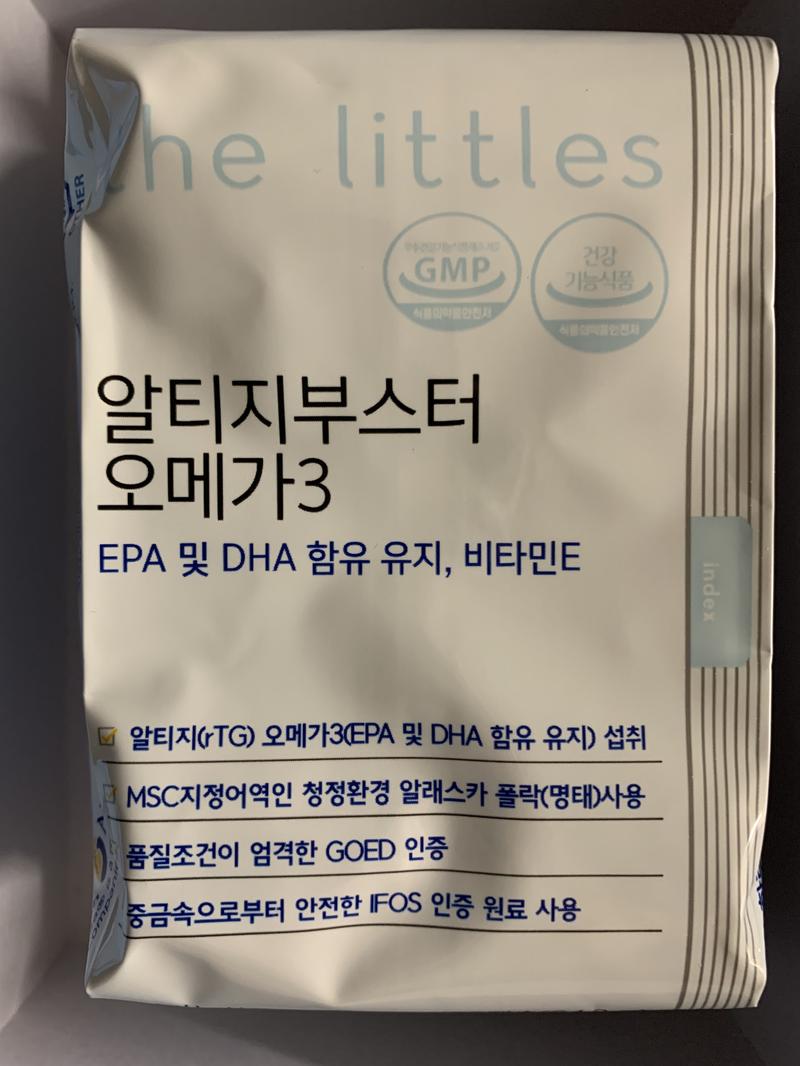 the littles
GMP
식품의약품안전처
건강
기능식품
식품의약품안전처
알티지부스터
오메가3
EPA 및 DHA 함유 유지, 비타민E
index
알티지(rTG) 오메가3(EPA 및 DHA 함유 유지) 섭취
MSC지정어역인 청정환경 알래스카 폴락(명태)사용
품질조건이 엄격한 GOED 인증
중금속으로부터 안전한 IFOS 인증 원료 사용